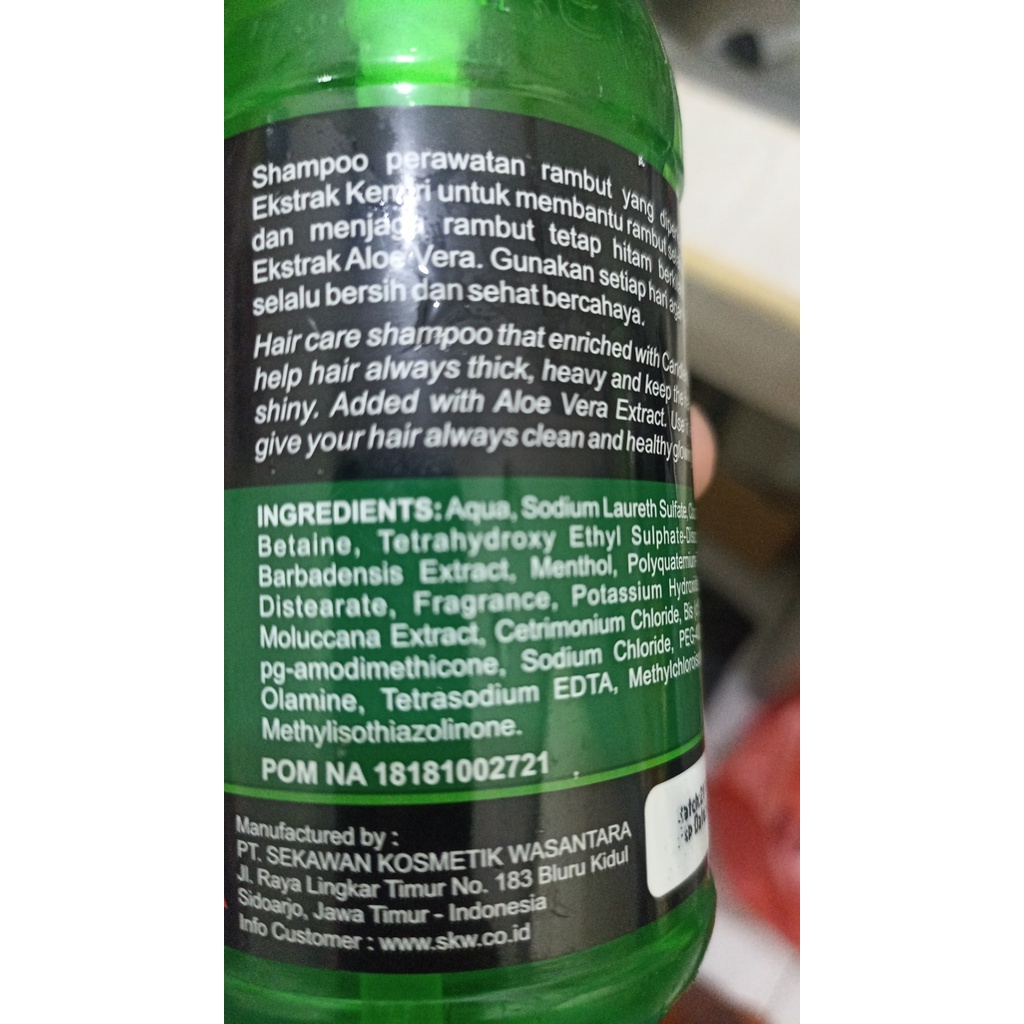 Shampoo perawatan rambut yang
Ekstrak Kemiri untuk membantu rambut
dan menjaga rambut tetap hitam
Ekstrak Aloe Vera. Gunakan setiap hari agar
selalu bersih dan sehat bercahaya.
Hair care shampoo that enriched with
help hair always thick, heavy and keep the
shiny. Added with Aloe Vera Extract. Use
give your hair always clean and healthy
INGREDIENTS: Aqua, Sodium Laureth Sulfate,
Betaine, Tetrahydroxy Ethyl Sulphate-
Barbadensis Extract, Menthol,
Distearate, Fragrance, Potassium
Moluccana Extract, Cetrimonium Chloride, Bis
pg-amodimethicone, Sodium Chloride,
Olamine, Tetrasodium EDTA,
Methylisothiazolinone.
POM NA 18181002721
Manufactured by :
PT. SEKAWAN KOSMETIK WASANTARA
Jl. Raya Lingkar Timur No. 183 Bluru Kidul
Sidoarjo, Jawa Timur - Indonesia
Info Customer : www.skw.co.id